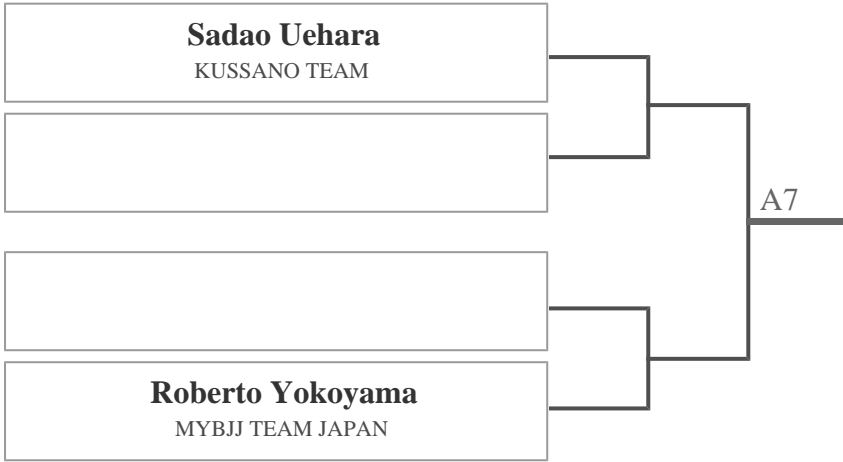 Sadao Uehara
KUSSANO TEAM
A7
Roberto Yokoyama
MYBJJ TEAM JAPAN